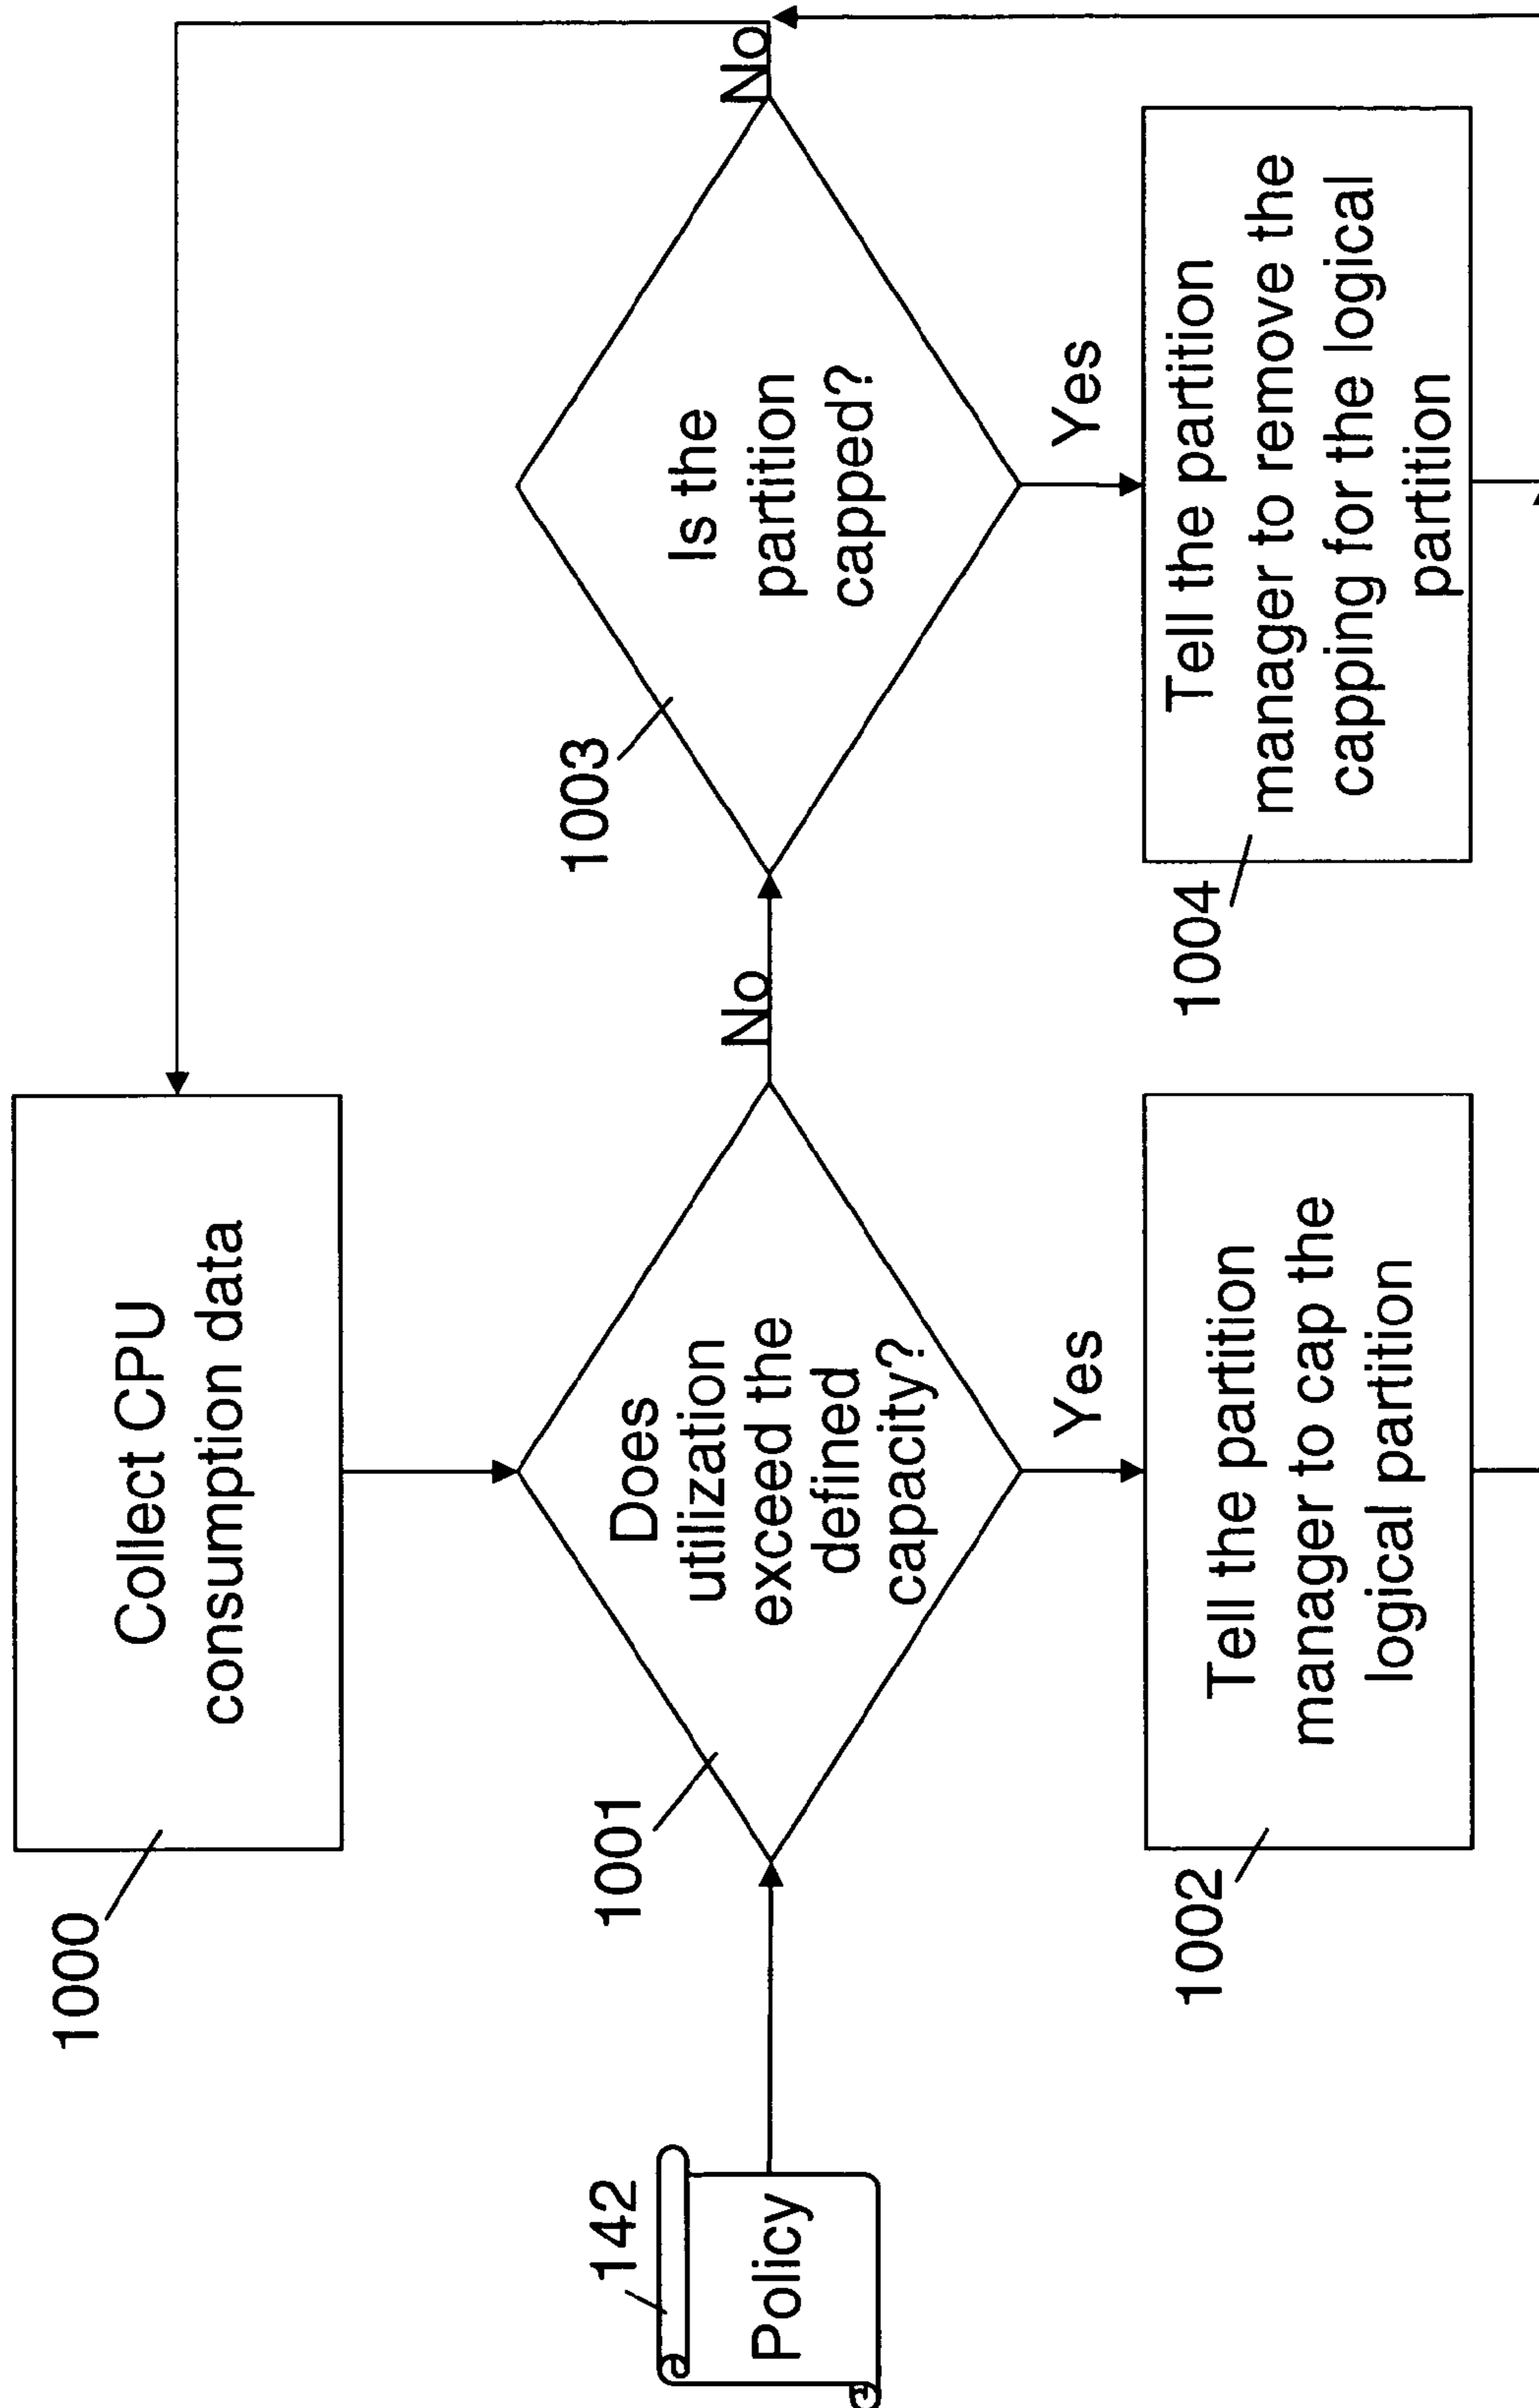 1000
Collect CPU
consumption data
142
Policy
1001
Does
utilization
exceed the
defined
capacity?
No
Yes
1003
Is the
partition
capped?
No
Yes
1002
Tell the partition
manager to cap the
logical partition
1004
Tell the partition
manager to remove the
capping for the logical
partition